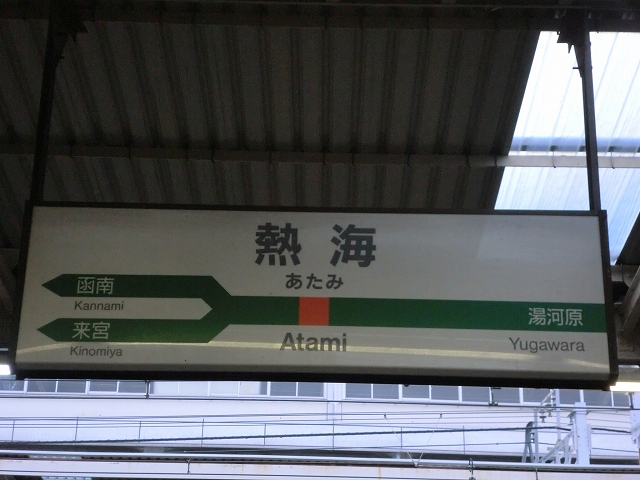 熱海
あたみ
函南
Kannami
湯河原
来宮
Kinomiya
Atami
Yugawara